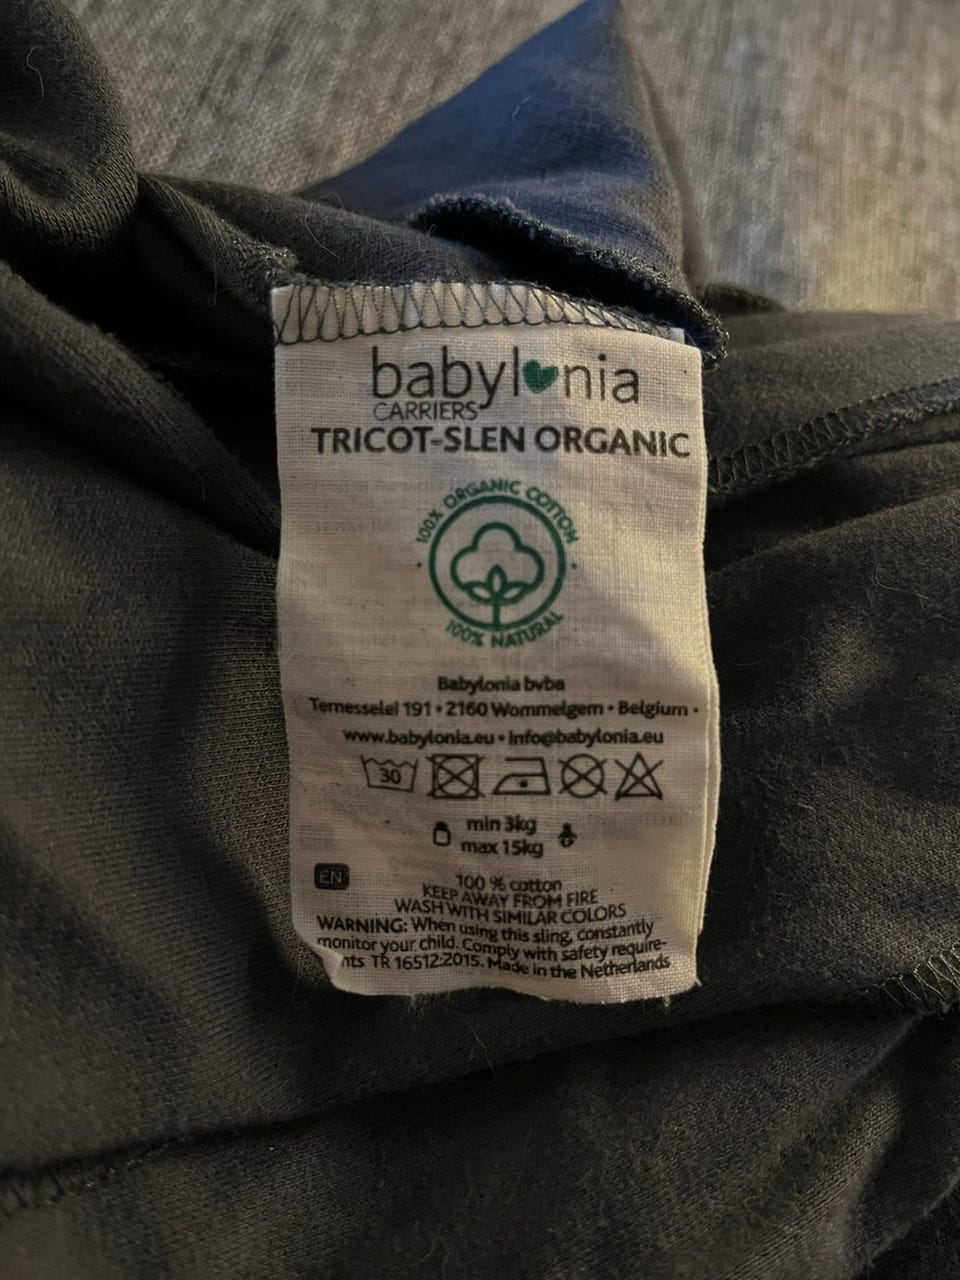 babylonia
CARRIERS
TRICOT-SLEN ORGANIC
100% ORGANIC COTTON
100% NATURAL
Babylonia bvba
Ternesselei 191 • 2160 Wommelgem • Belgium •
www.babylonia.eu • Info@babylonia.eu
30
min 3kg
max 15kg
EN
100 % cotton
KEEP AWAY FROM FIRE
WASH WITH SIMILAR COLORS
WARNING: When using this sling, constantly
monitor your child. Comply with safety require-
nts TR 16512:2015. Made in the Netherlands